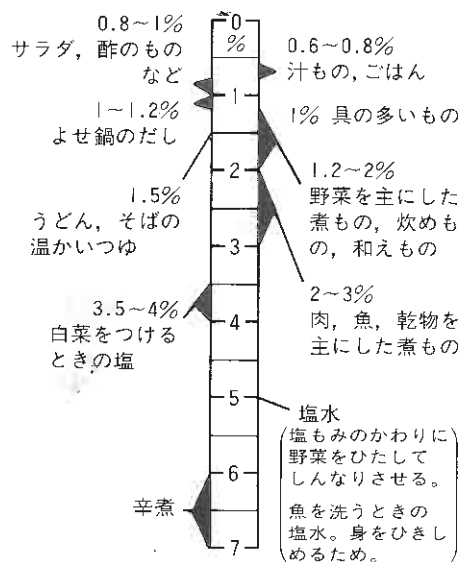 0.8～1%
サラダ，酢のもの
など
1～1.2%
よせ鍋のだし
1.5%
うどん，そばの
温かいつゆ
3.5～4%
白菜をつける
ときの塩
辛煮
0
%
1
2
3
4
5
6
7
0.6～0.8%
汁もの，ごはん
1% 具の多いもの
1.2～2%
野菜を主にした
煮もの，炊めも
の，和えもの
2～3%
肉，魚，乾物を
主にした煮もの
塩水
塩もみのかわりに
野菜をひたして
しんなりさせる。
魚を洗うときの
塩水。身をひきし
めるため。